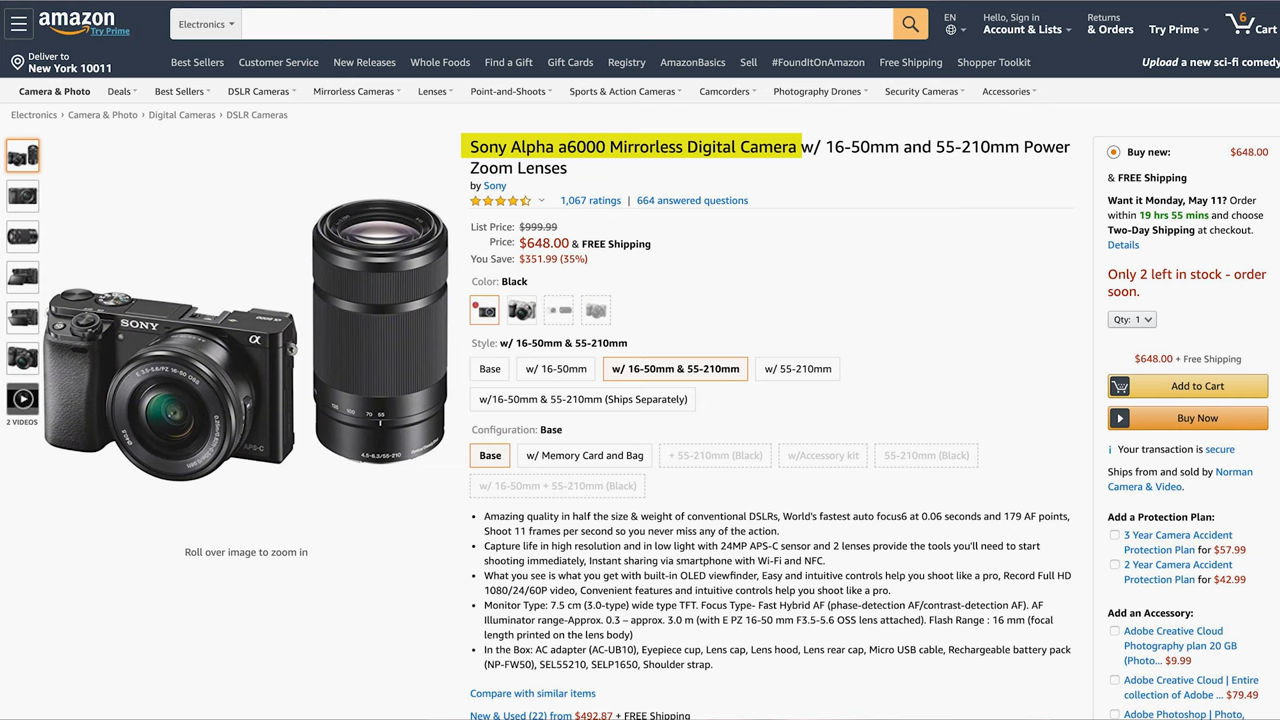 amazon
Try Prime
Electronics
EN
Hello, Sign in
Account & Lists
Returns
& Orders
Try Prime
6
Cart
Deliver to
New York 10011
Best Sellers Customer Service New Releases Whole Foods Find a Gift Gift Cards Registry AmazonBasics Sell #FoundItOnAmazon Free Shipping Shopper Toolkit
Upload a new sci-fi comedy
Camera & Photo Deals Best Sellers DSLR Cameras Mirrorless Cameras Lenses Point-and-Shoots Sports & Action Cameras Camcorders Photography Drones Security Cameras Accessories
Electronics › Camera & Photo › Digital Cameras › DSLR Cameras
Sony Alpha a6000 Mirrorless Digital Camera w/ 16-50mm and 55-210mm Power
Zoom Lenses
by Sony
1,067 ratings | 664 answered questions
List Price: $999.99
Price: $648.00 & FREE Shipping
You Save: $351.99 (35%)
Color: Black
Style: w/ 16-50mm & 55-210mm
Base
w/ 16-50mm
w/ 16-50mm & 55-210mm
w/ 55-210mm
w/16-50mm & 55-210mm (Ships Separately)
Configuration: Base
Base
w/ Memory Card and Bag
+ 55-210mm (Black)
w/Accessory kit
55-210mm (Black)
w/ 16-50mm + 55-210mm (Black)
• Amazing quality in half the size & weight of conventional DSLRs, World's fastest auto focus6 at 0.06 seconds and 179 AF points,
Shoot 11 frames per second so you never miss any of the action.
• Capture life in high resolution and in low light with 24MP APS-C sensor and 2 lenses provide the tools you'll need to start
shooting immediately, Instant sharing via smartphone with Wi-Fi and NFC.
• What you see is what you get with built-in OLED viewfinder, Easy and intuitive controls help you shoot like a pro, Record Full HD
1080/24/60P video, Convenient features and intuitive controls help you shoot like a pro.
• Monitor Type: 7.5 cm (3.0-type) wide type TFT. Focus Type- Fast Hybrid AF (phase-detection AF/contrast-detection AF). AF
Illuminator range-Approx. 0.3 – approx. 3.0 m (with E PZ 16-50 mm F3.5-5.6 OSS lens attached). Flash Range : 16 mm (focal
length printed on the lens body)
• In the Box: AC adapter (AC-UB10), Eyepiece cup, Lens cap, Lens hood, Lens rear cap, Micro USB cable, Rechargeable battery pack
(NP-FW50), SEL55210, SELP1650, Shoulder strap.
Compare with similar items
New & Used (22) from $492.87 + FREE Shipping
2 VIDEOS
SONY
α
α6000
E 3.5-5.6/PZ 16-50 OSS
APS-C
135 100 70 55
4.5-6.3/55-210
Roll over image to zoom in
Buy new: $648.00
& FREE Shipping
Want it Monday, May 11? Order
within 19 hrs 55 mins and choose
Two-Day Shipping at checkout.
Details
Only 2 left in stock - order
soon.
Qty: 1
$648.00 + Free Shipping
Add to Cart
Buy Now
Your transaction is secure
Ships from and sold by Norman
Camera & Video.
Add a Protection Plan:
3 Year Camera Accident
Protection Plan for $57.99
2 Year Camera Accident
Protection Plan for $42.99
Add an Accessory:
Adobe Creative Cloud
Photography plan 20 GB
(Photo... $9.99
Adobe Creative Cloud | Entire
collection of Adobe ... $79.49
Adobe Photoshop | Photo,